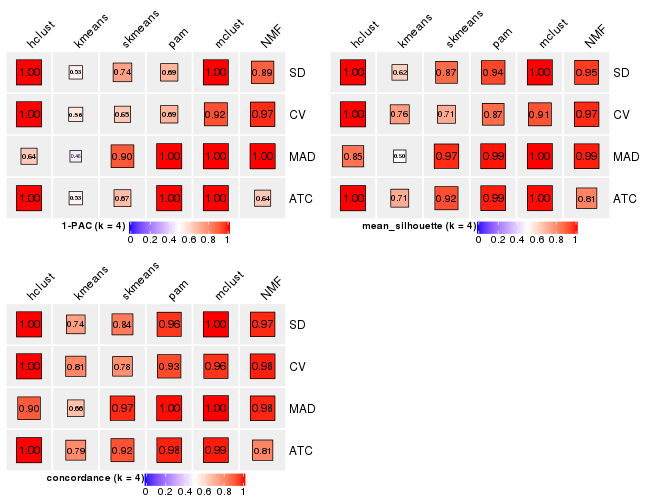 hclust kmeans skmeans pam mclust NMF
1.00 0.53 0.74 0.69 1.00 0.89 SD
1.00 0.56 0.65 0.69 0.92 0.97 CV
0.64 0.46 0.90 1.00 1.00 1.00 MAD
1.00 0.53 0.67 1.00 1.00 0.64 ATC
1-PAC (k = 4)
0 0.2 0.4 0.6 0.8 1
hclust kmeans skmeans pam mclust NMF
1.00 0.62 0.87 0.94 1.00 0.95 SD
1.00 0.76 0.71 0.87 0.91 0.97 CV
0.85 0.50 0.97 0.99 1.00 0.99 MAD
1.00 0.71 0.92 0.99 1.00 0.81 ATC
mean_silhouette (k = 4)
0 0.2 0.4 0.6 0.8 1
hclust kmeans skmeans pam mclust NMF
1.00 0.74 0.84 0.96 1.00 0.97 SD
1.00 0.81 0.78 0.93 0.96 0.98 CV
0.90 0.66 0.97 1.00 1.00 0.98 MAD
1.00 0.79 0.92 0.98 0.99 0.81 ATC
concordance (k = 4)
0 0.2 0.4 0.6 0.8 1